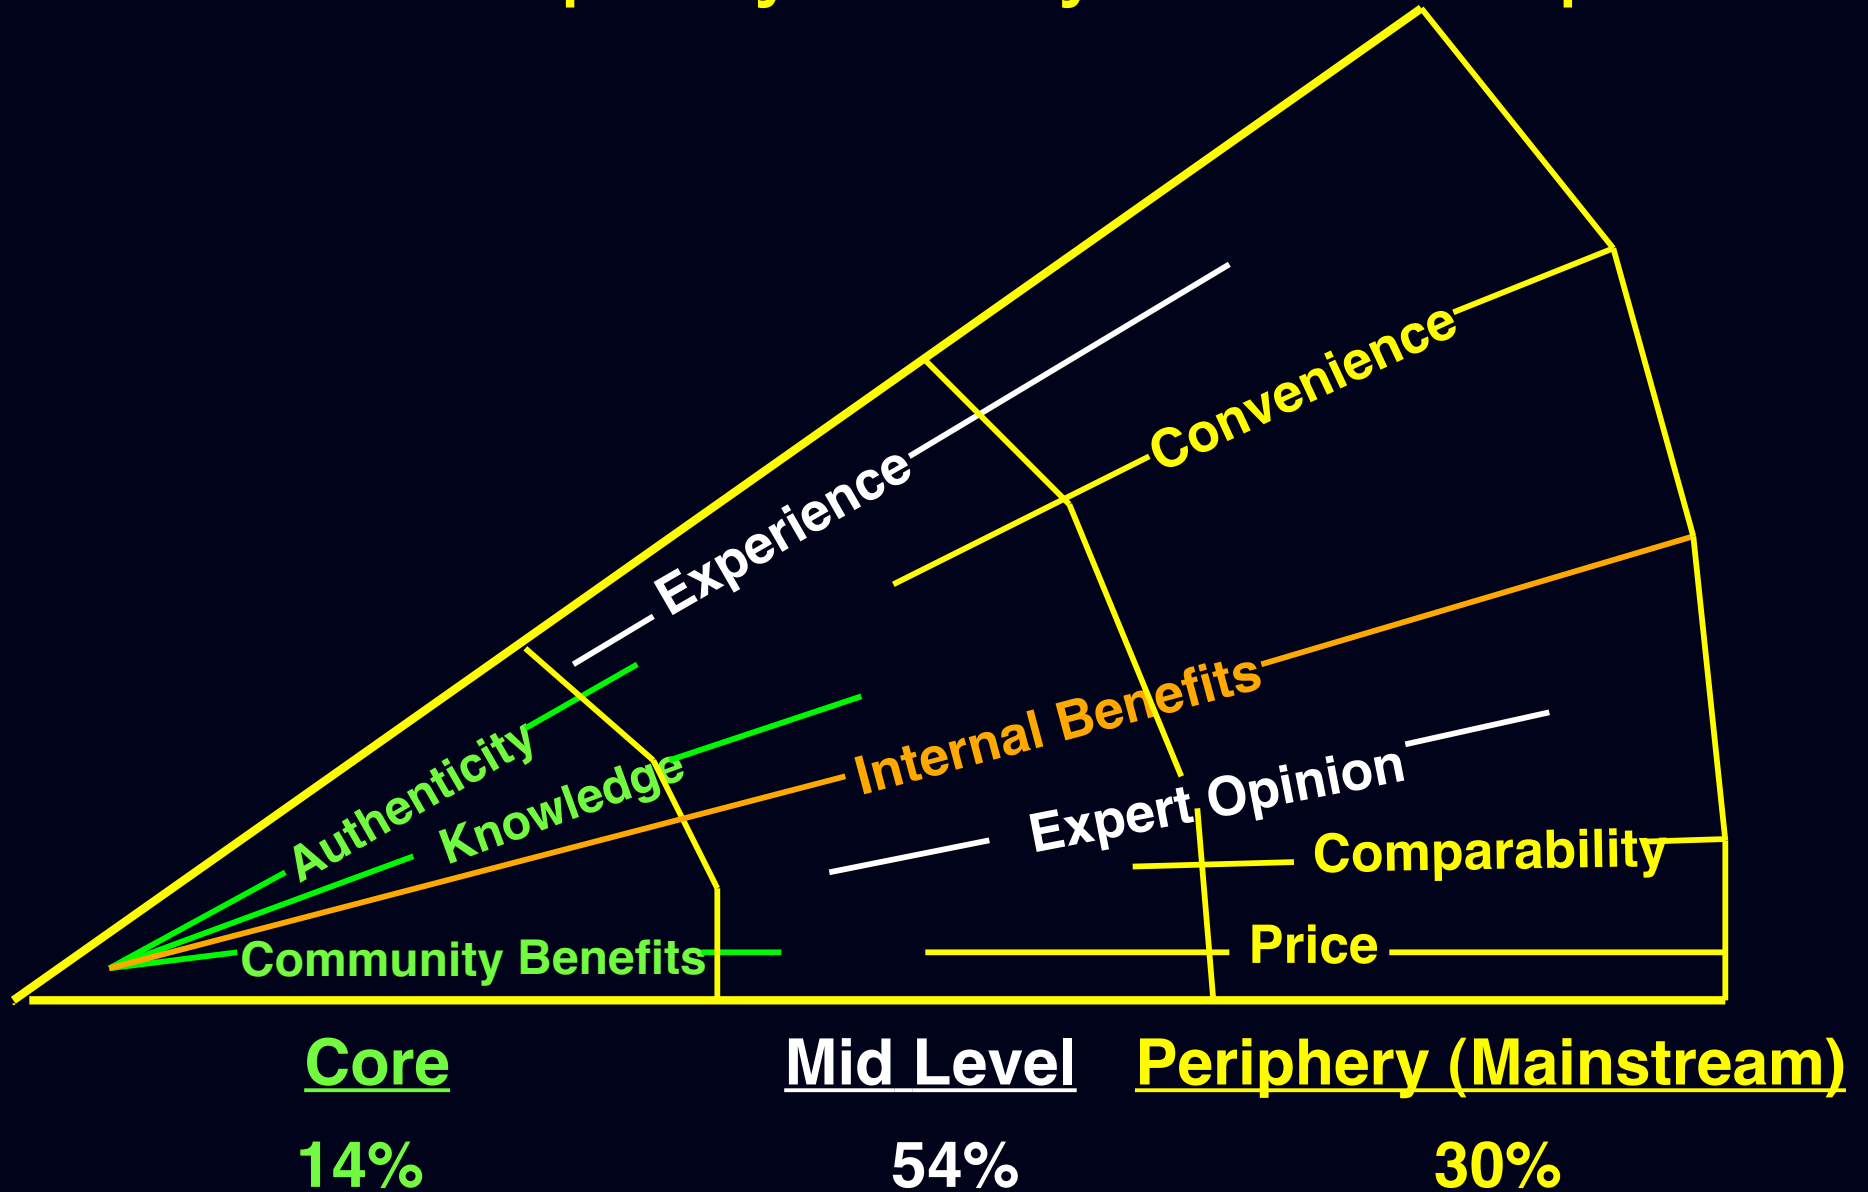 Experience
Convenience
Authenticity
Knowledge
Internal Benefits
Expert Opinion
Comparability
Price
Community Benefits
Core
Mid Level
Periphery (Mainstream)
14%
54%
30%